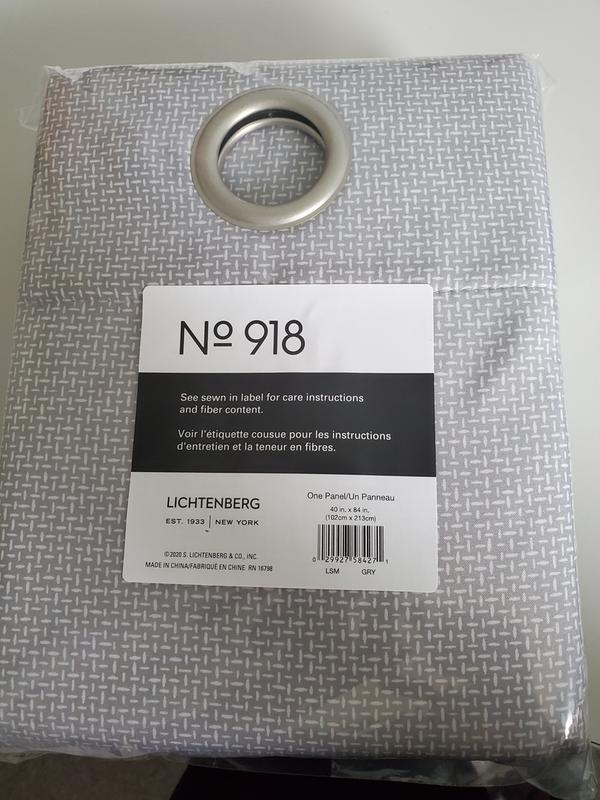 Nº 918
See sewn in label for care instructions
and fiber content.
Voir l'étiquette cousue pour les instructions
d'entretien et la teneur en fibres.
LICHTENBERG
EST. 1933 | NEW YORK
One Panel/Un Panneau
40 in. x 84 in.
(102cm x 213cm)
0 29927 58427 1
LSM GRY
©2020 S. LICHTENBERG & CO., INC.
MADE IN CHINA/FABRIQUÉ EN CHINE RN 16798